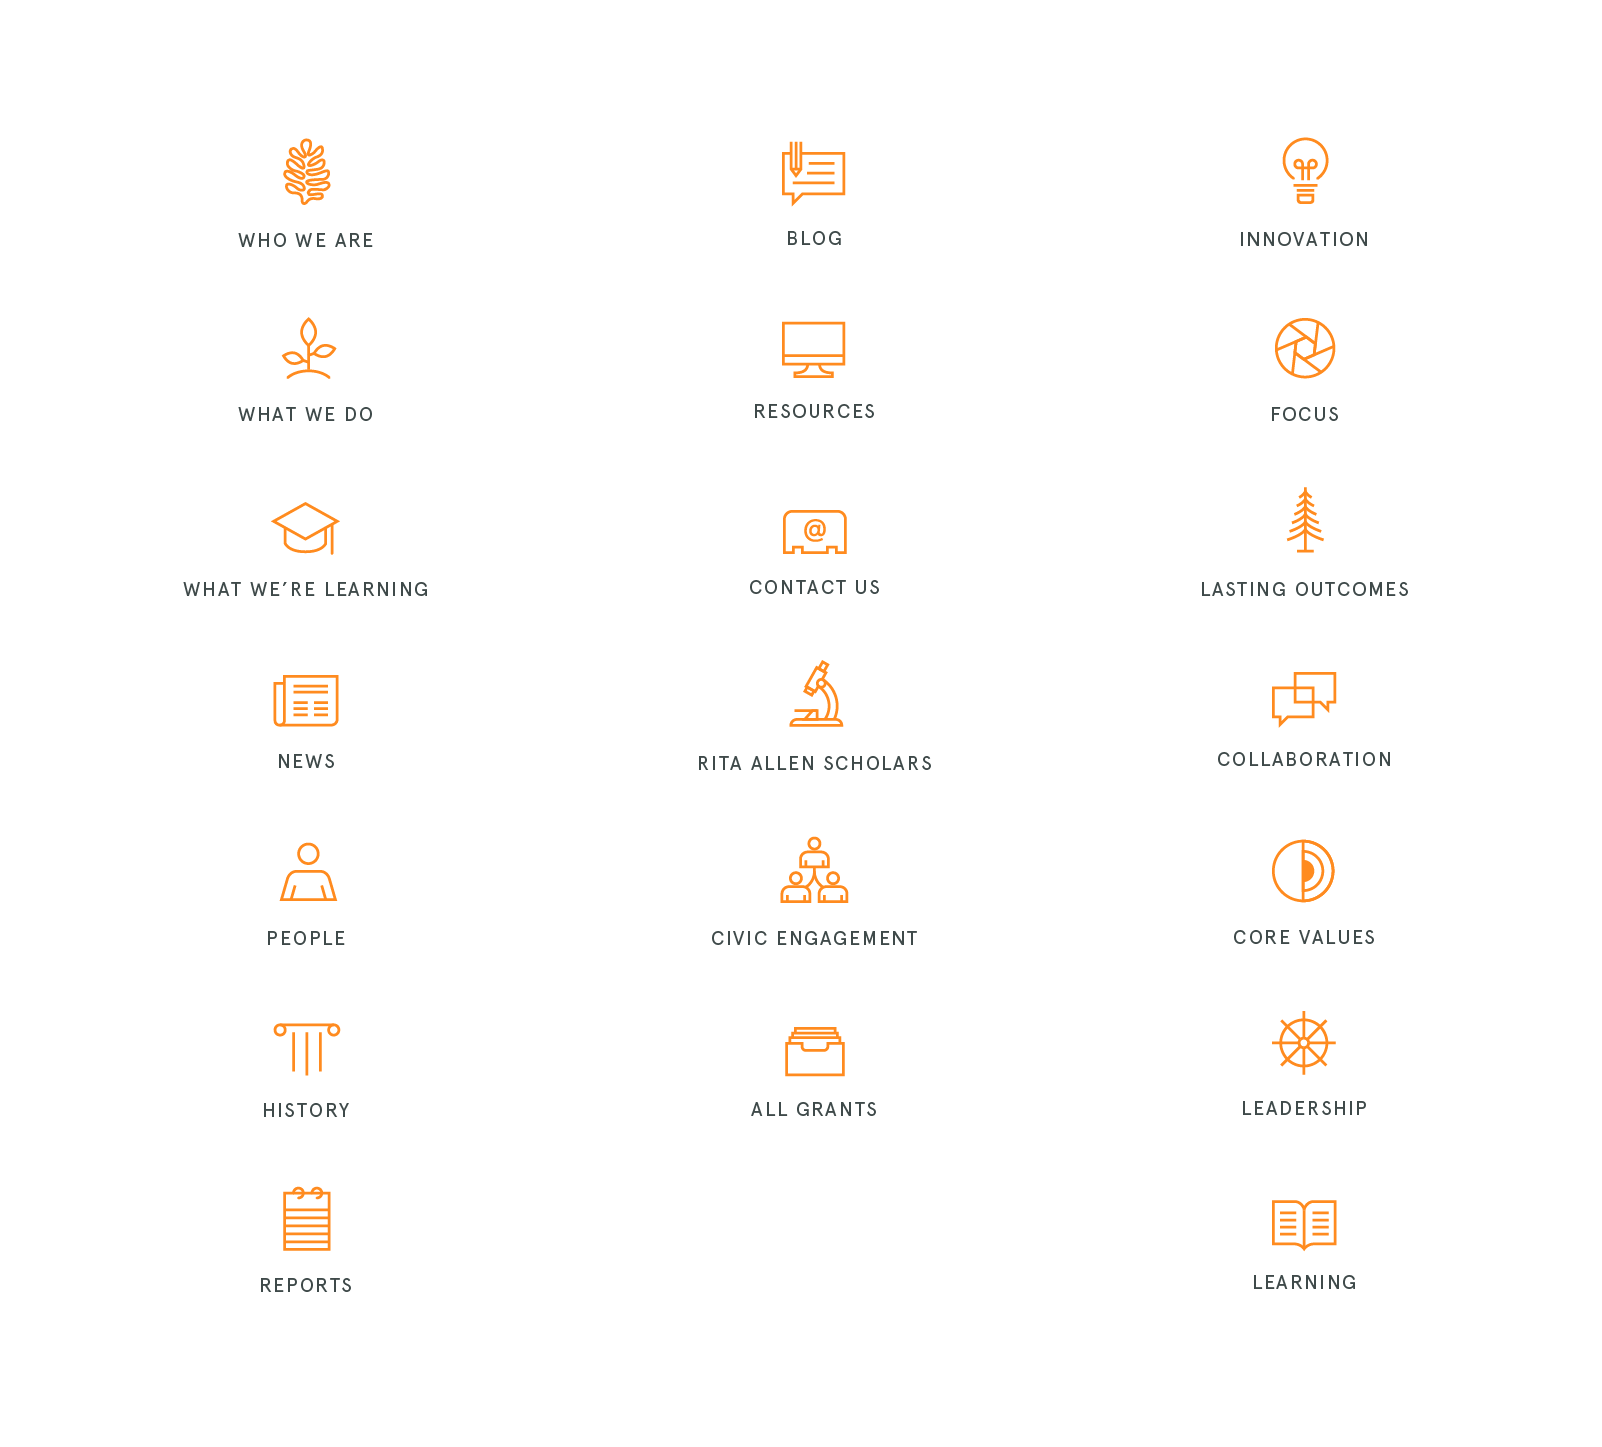 WHO WE ARE
BLOG
INNOVATION
WHAT WE DO
RESOURCES
FOCUS
WHAT WE’RE LEARNING
@
CONTACT US
LASTING OUTCOMES
NEWS
RITA ALLEN SCHOLARS
COLLABORATION
PEOPLE
CIVIC ENGAGEMENT
CORE VALUES
HISTORY
ALL GRANTS
LEADERSHIP
REPORTS
LEARNING